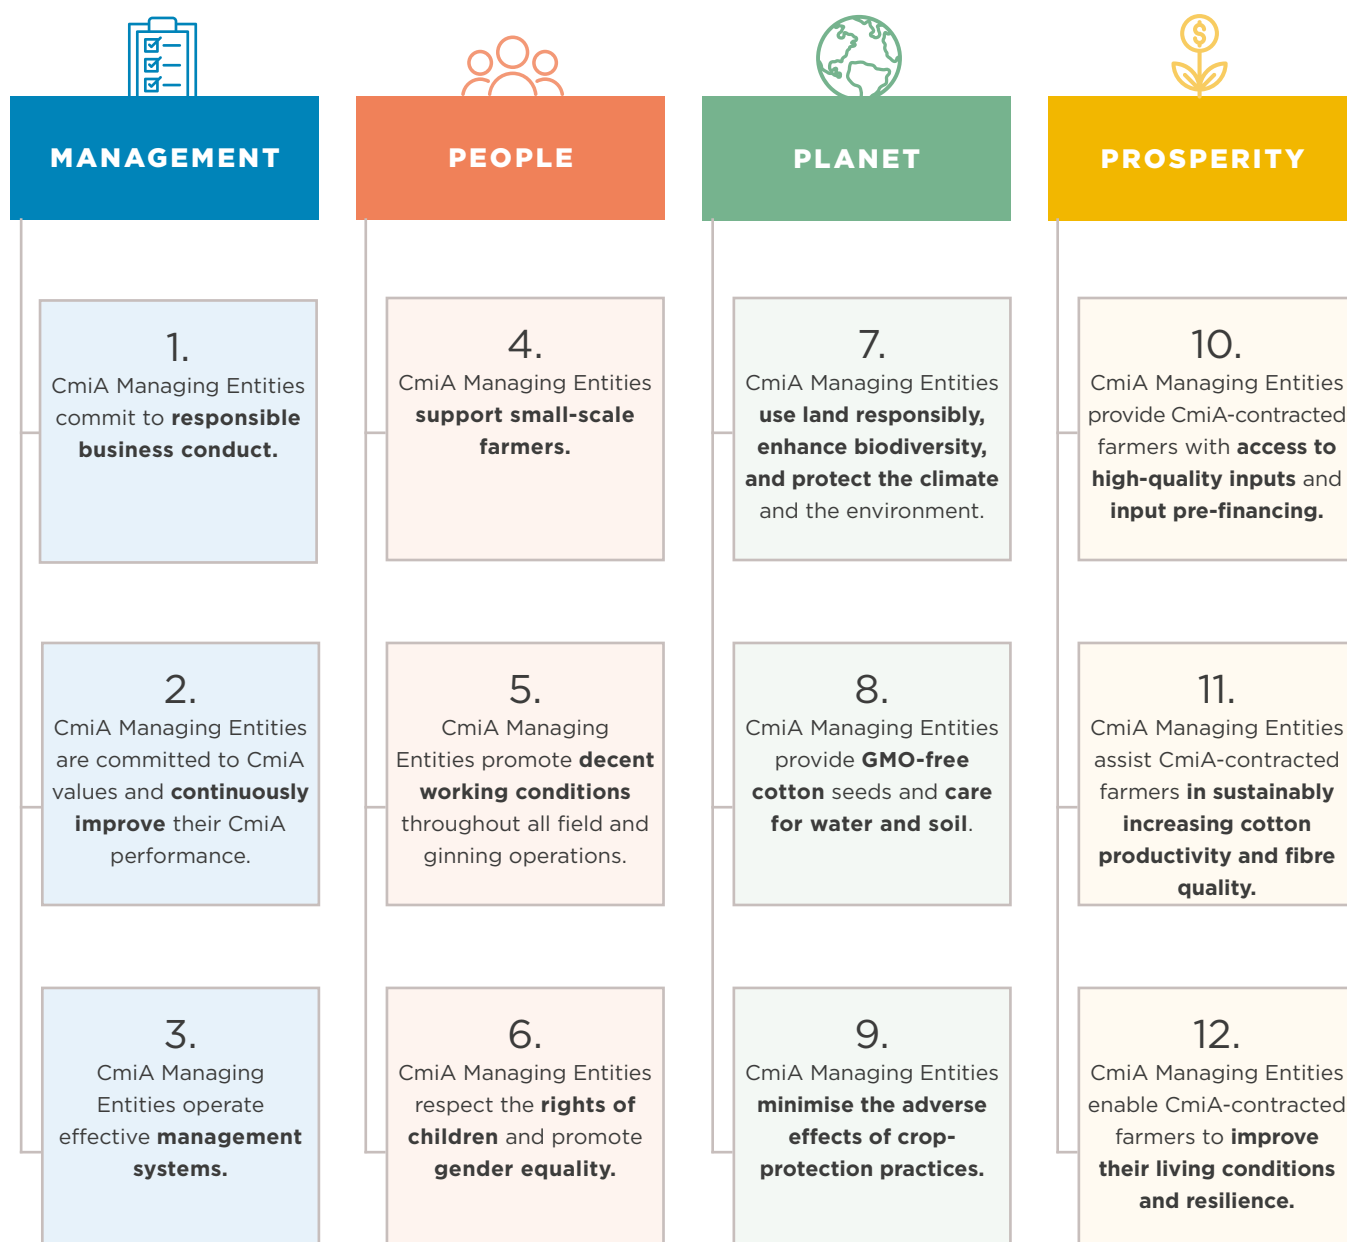 MANAGEMENT
1.
CmiA Managing Entities
commit to responsible
business conduct.
2.
CmiA Managing Entities
are committed to CmiA
values and continuously
improve their CmiA
performance.
3.
CmiA Managing
Entities operate
effective management
systems.
PEOPLE
4.
CmiA Managing Entities
support small-scale
farmers.
5.
CmiA Managing
Entities promote decent
working conditions
throughout all field and
ginning operations.
6.
CmiA Managing Entities
respect the rights of
children and promote
gender equality.
PLANET
7.
CmiA Managing Entities
use land responsibly,
enhance biodiversity,
and protect the climate
and the environment.
8.
CmiA Managing Entities
provide GMO-free
cotton seeds and care
for water and soil.
9.
CmiA Managing Entities
minimise the adverse
effects of crop-
protection practices.
$
PROSPERITY
10.
CmiA Managing Entities
provide CmiA-contracted
farmers with access to
high-quality inputs and
input pre-financing.
11.
CmiA Managing Entities
assist CmiA-contracted
farmers in sustainably
increasing cotton
productivity and fibre
quality.
12.
CmiA Managing Entities
enable CmiA-contracted
farmers to improve
their living conditions
and resilience.